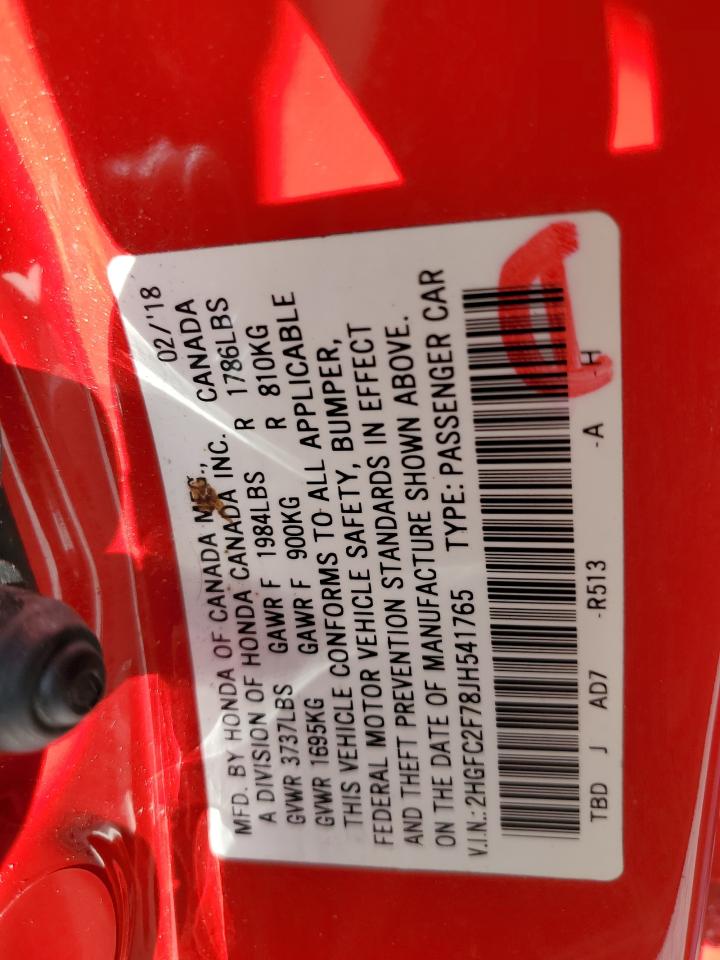 MFD. BY HONDA OF CANADA MFG., 02/'18
A DIVISION OF HONDA CANADA INC. CANADA
GVWR 3737LBS GAWR F 1984LBS R 1786LBS
GVWR 1695KG GAWR F 900KG R 810KG
THIS VEHICLE CONFORMS TO ALL APPLICABLE
FEDERAL MOTOR VEHICLE SAFETY, BUMPER,
AND THEFT PREVENTION STANDARDS IN EFFECT
ON THE DATE OF MANUFACTURE SHOWN ABOVE.
V.I.N.: 2HGFC2F78JH541765 TYPE: PASSENGER CAR
TBD J AD7 -R513 -A -H